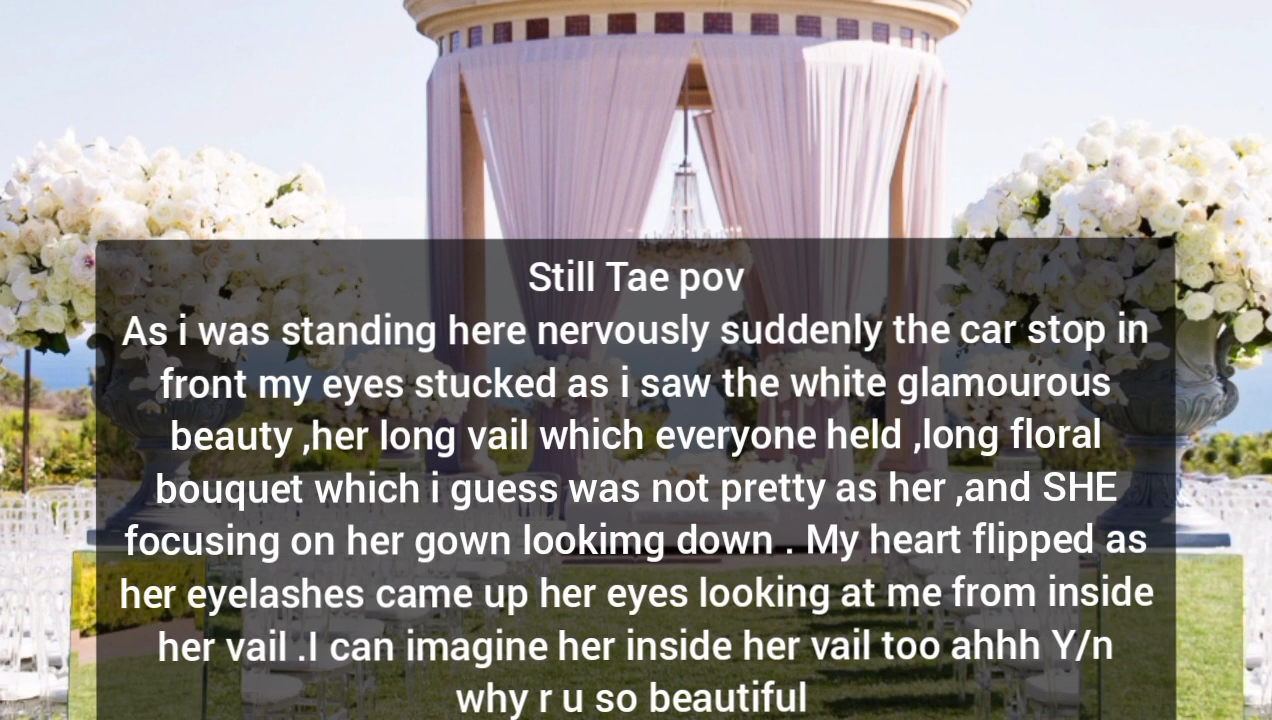 Still Tae pov
As i was standing here nervously suddenly the car stop in
front my eyes stucked as i saw the white glamourous
beauty ,her long vail which everyone held ,long floral
bouquet which i guess was not pretty as her ,and SHE
focusing on her gown lookimg down . My heart flipped as
her eyelashes came up her eyes looking at me from inside
her vail .I can imagine her inside her vail too ahhh Y/n
why r u so beautiful